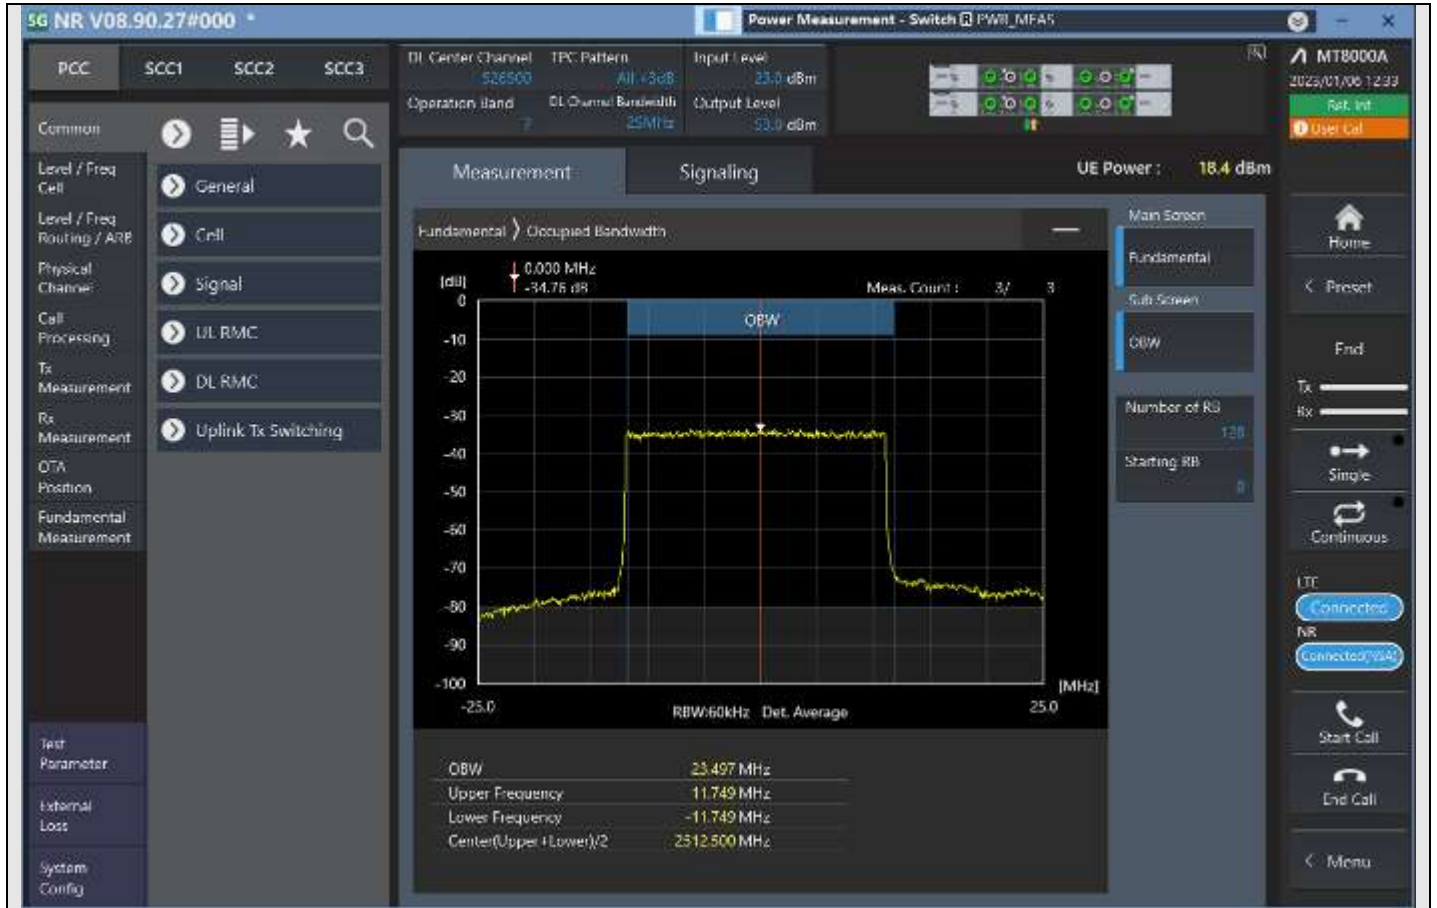 5G NR V08.90.27#000 *
Power Measurement - Switch PWR_MEAS
PCC SCC1 SCC2 SCC3
DL Center Channel TPC Pattern Input Level
526500 All +3dB 23.0 dBm
Operation Band DL Channel Bandwidth Output Level
7 25MHz dBm
MT8000A
2023/01/06 12:33
Ref. Int
User Cal
Common
Level / Freq
Cell
Level / Freq
Routing / ARB
Physical
Channel
Call
Processing
Tx
Measurement
Rx
Measurement
OTA
Position
Fundamental
Measurement
Test
Parameter
External
Loss
System
Config
General
Cell
Signal
UL RMC
DL RMC
Uplink Tx Switching
Measurement Signaling
UE Power : 18.4 dBm
Fundamental Occupied Bandwidth
[dB]
0.000 MHz
-34.76 dB
Meas. Count : 3/ 3
OBW
0
-10
-20
-30
-40
-50
-60
-70
-80
-90
-100
[MHz]
-25.0 25.0
RBW:60kHz Det. Average
OBW 23.497 MHz
Upper Frequency 11.749 MHz
Lower Frequency -11.749 MHz
Center(Upper+Lower)/2 2512.500 MHz
Main Screen
Fundamental
Sub Screen
OBW
Number of RB
128
Starting RB
0
Home
< Preset
End
Tx
Rx
Single
Continuous
LTE
Connected
NR
Connected(NSA)
Start Call
End Call
< Menu